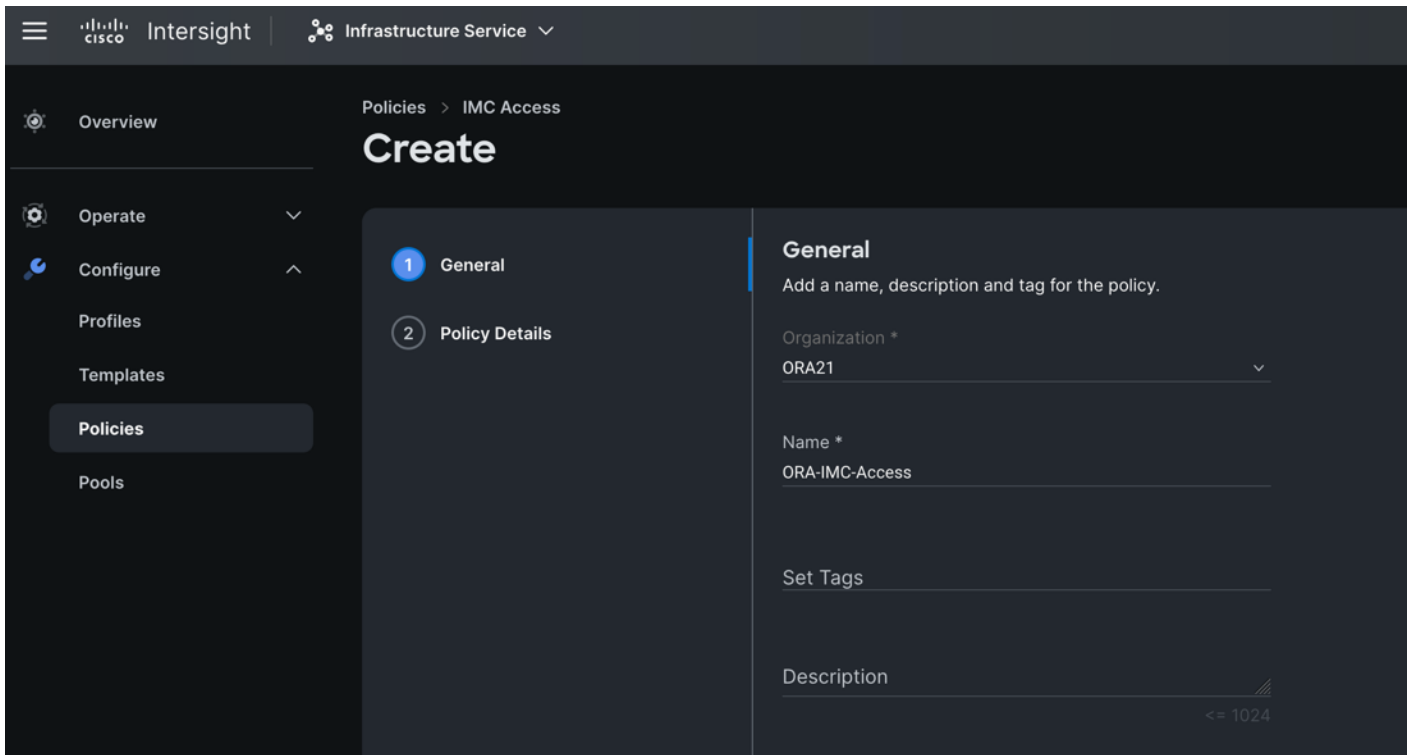 cisco Intersight Infrastructure Service
Overview
Operate
Configure
Profiles
Templates
Policies
Pools
Policies > IMC Access
Create
1 General
2 Policy Details
General
Add a name, description and tag for the policy.
Organization *
ORA21
Name *
ORA-IMC-Access
Set Tags
Description
<= 1024